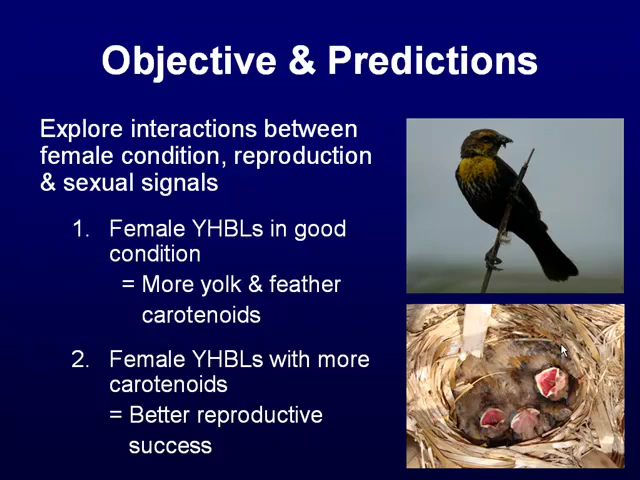 Objective & Predictions
Explore interactions between
female condition, reproduction
& sexual signals
1. Female YHBLs in good
condition
= More yolk & feather
carotenoids
2. Female YHBLs with more
carotenoids
= Better reproductive
success